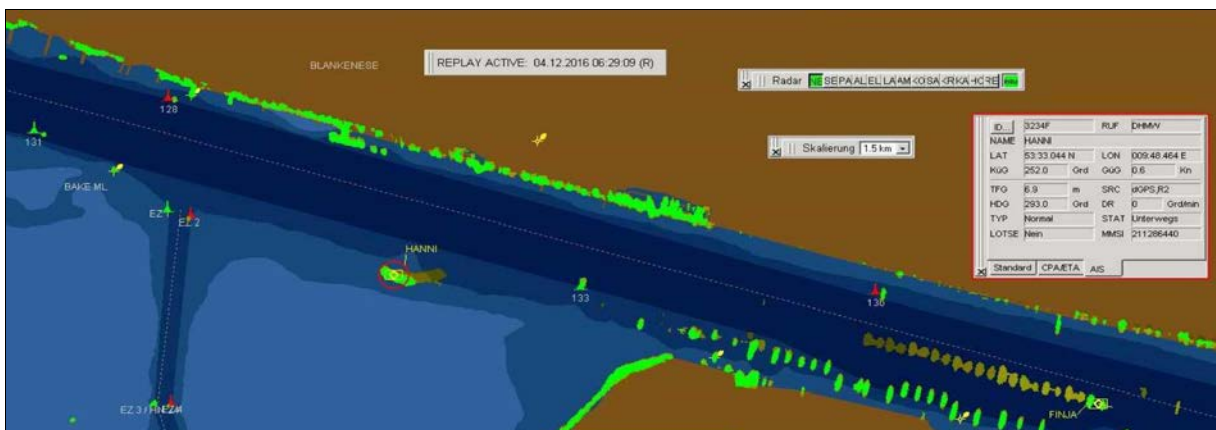 BLANKENESE
REPLAY ACTIVE: 04.12.2016 06:29:09 (R)
Radar
128
131
Skalierung 1.5 km
ID... 3234F RUF DHMW
NAME HANNI
LAT 53:33.044 N LON 009:48.464 E
KüG 252.0 Grd GüG 0.6 Kn
TFG 6.9 m SRC dGPS,R2
HDG 293.0 Grd DR 0 Grd/min
TYP Normal STAT Unterwegs
LOTSE Nein MMSI 211286440
Standard CPA/ETA AIS
BAKE ML
EZ 2
HANNI
133
130
EZ 3
FINJA